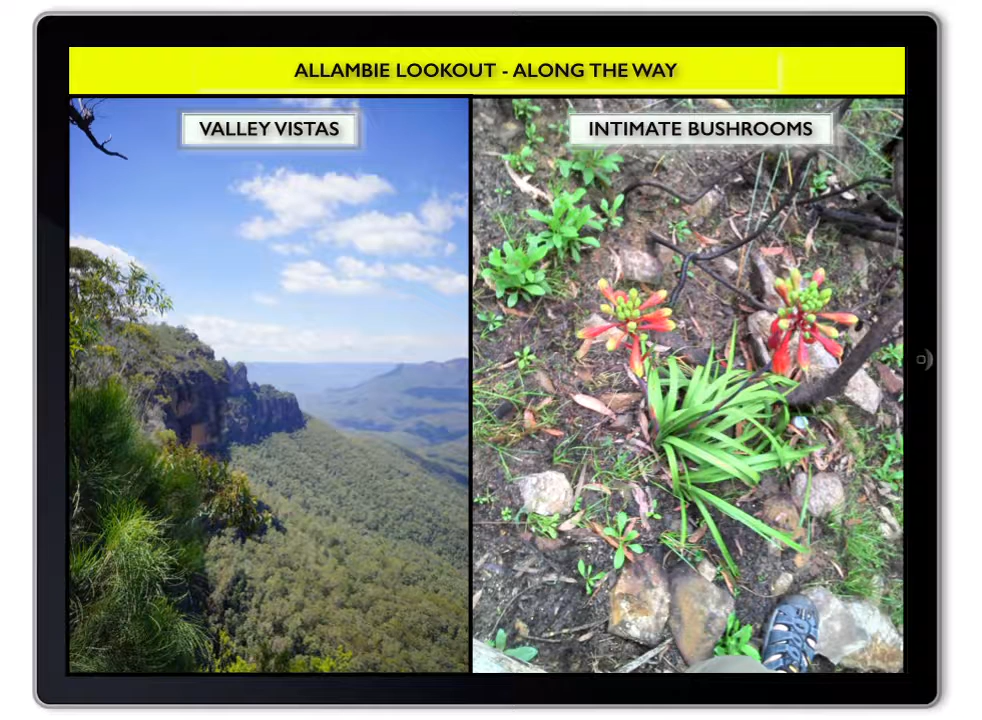 ALLAMBIE LOOKOUT - ALONG THE WAY
VALLEY VISTAS
INTIMATE BUSHROOMS